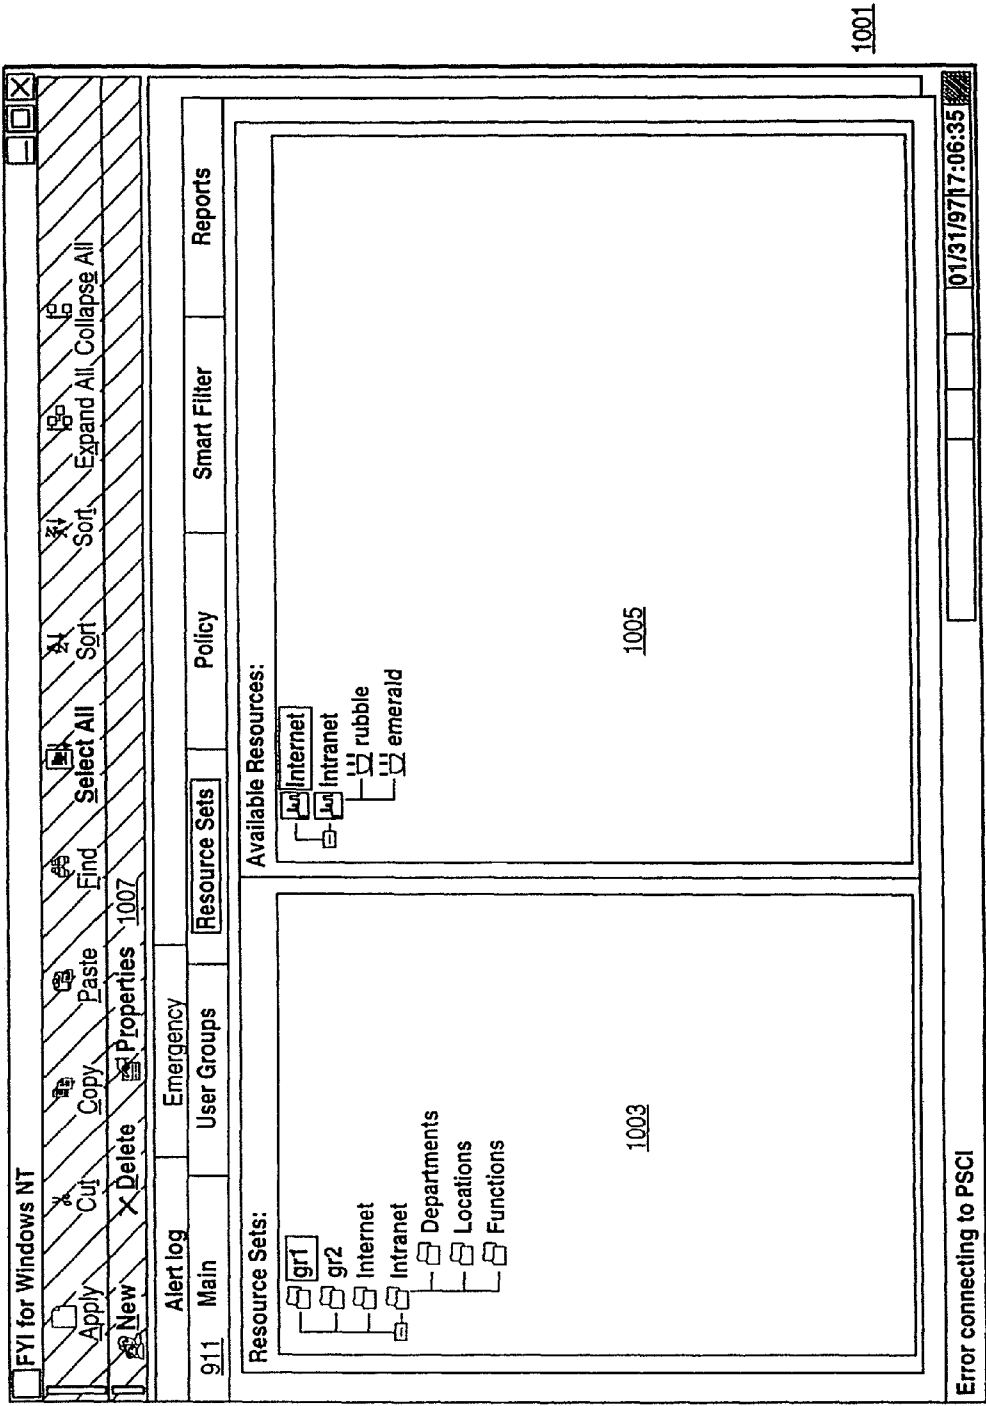 1001
FYI for Windows NT
Apply Cut Copy Paste Find Select All Sort Sort Expand All Collapse All
New Delete Properties 1007
Alert log Emergency
911 Main User Groups Resource Sets Policy Smart Filter Reports
Resource Sets:
gr1
gr2
Internet
Intranet
Departments
Locations
Functions
1003
Available Resources:
Internet
Intranet
rubble
emerald
1005
Error connecting to PSCI 01/31/97 17:06:35